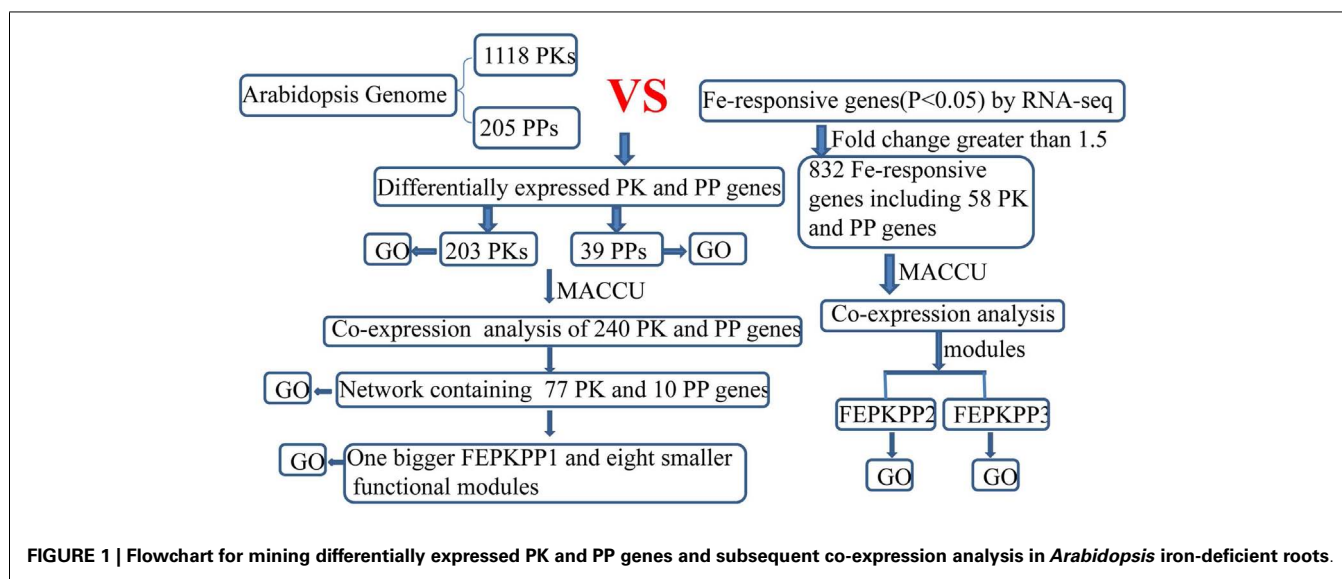 1118 PKs
Arabidopsis Genome
205 PPs
VS
Fe-responsive genes(P<0.05) by RNA-seq
Fold change greater than 1.5
832 Fe-responsive
genes including 58 PK
and PP genes
Differentially expressed PK and PP genes
GO
203 PKs
39 PPs
GO
MACCU
MACCU
Co-expression analysis of 240 PK and PP genes
Co-expression analysis
modules
GO
Network containing 77 PK and 10 PP genes
FEPKPP2
FEPKPP3
GO
One bigger FEPKPP1 and eight smaller
functional modules
GO
GO
FIGURE 1 | Flowchart for mining differentially expressed PK and PP genes and subsequent co-expression analysis in Arabidopsis iron-deficient roots.